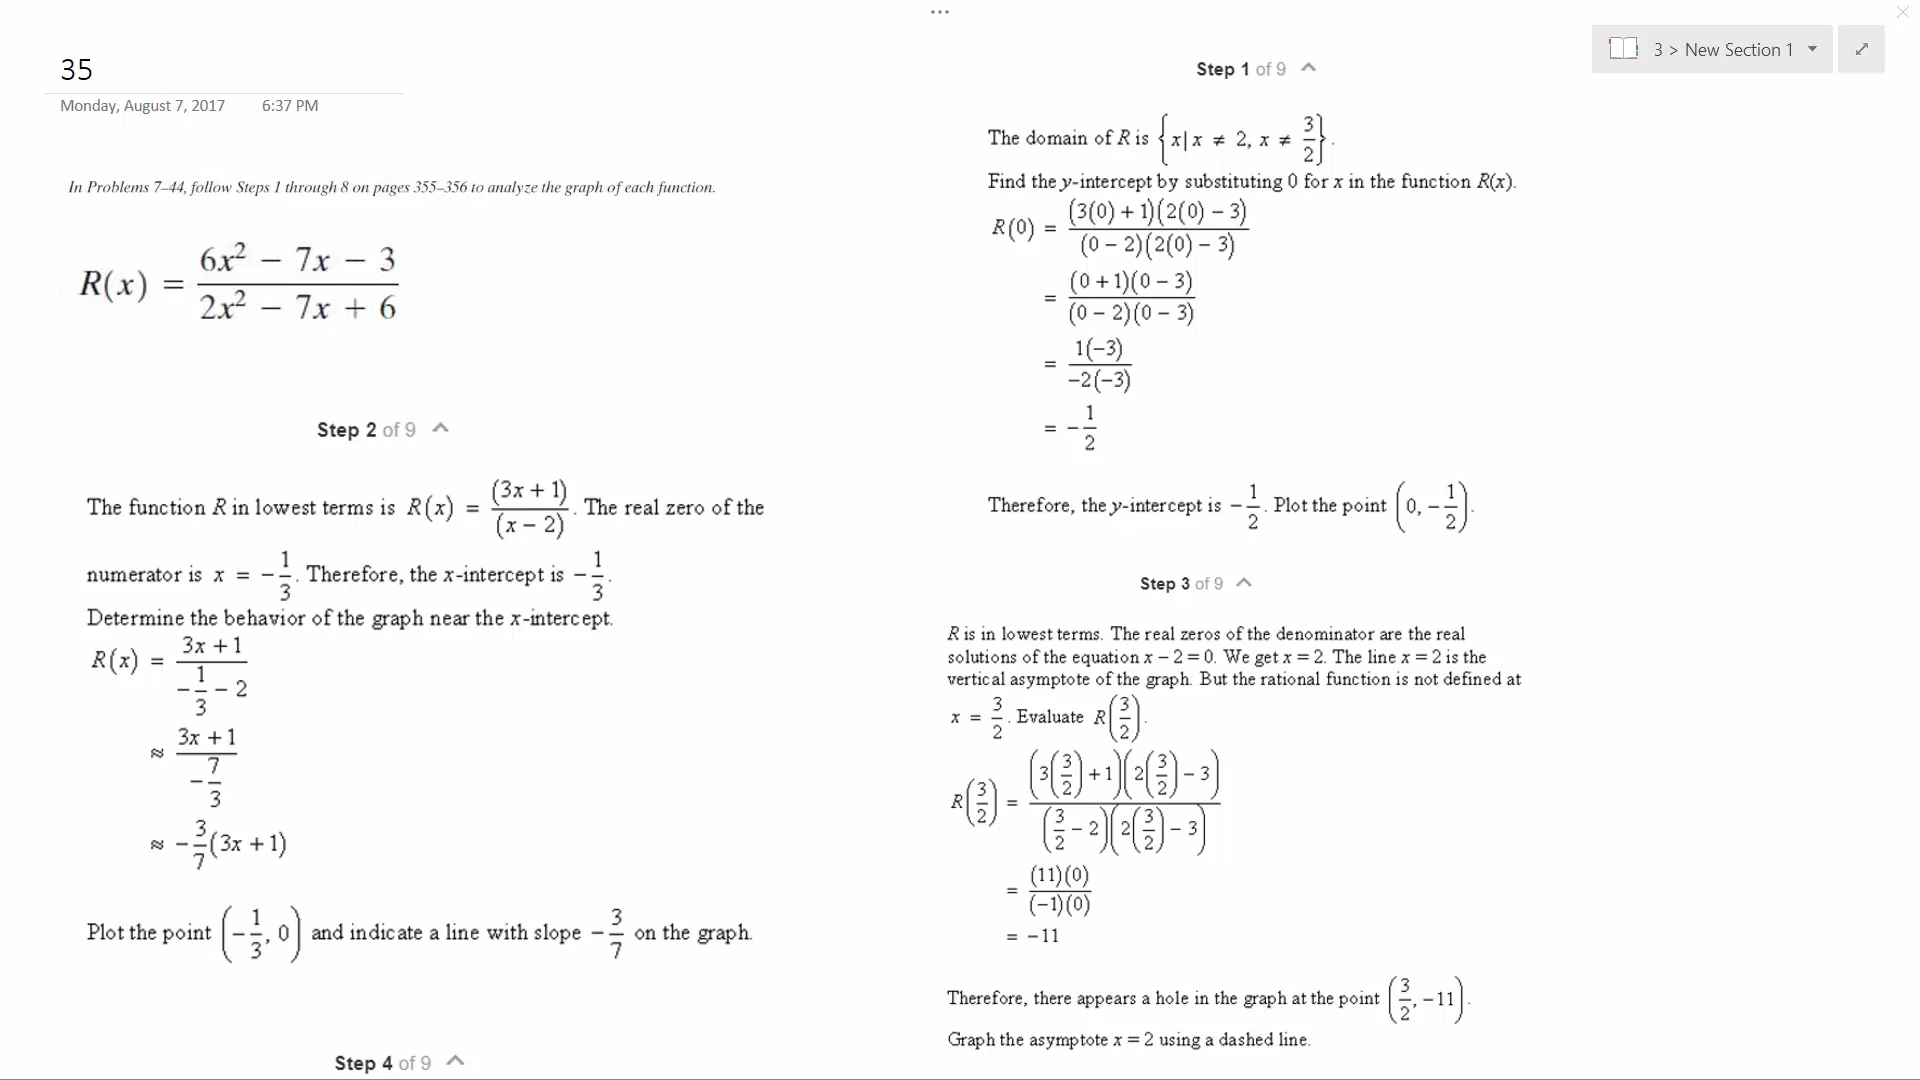 ...
3 > New Section 1
35
Monday, August 7, 2017 6:37 PM
In Problems 7–44, follow Steps 1 through 8 on pages 355–356 to analyze the graph of each function.
R(x) = (6x² − 7x − 3)/(2x² − 7x + 6)
Step 1 of 9
The domain of R is {x|x ≠ 2, x ≠ 3/2}.
Find the y-intercept by substituting 0 for x in the function R(x).
R(0) = (3(0) + 1)(2(0) − 3)/(0 − 2)(2(0) − 3)
= (0 + 1)(0 − 3)/(0 − 2)(0 − 3)
= 1(−3)/−2(−3)
= −1/2
Therefore, the y-intercept is −1/2. Plot the point (0, −1/2).
Step 2 of 9
The function R in lowest terms is R(x) = (3x + 1)/(x − 2). The real zero of the
numerator is x = −1/3. Therefore, the x-intercept is −1/3.
Determine the behavior of the graph near the x-intercept.
R(x) = 3x + 1/−1/3 − 2
≈ 3x + 1/−7/3
≈ −3/7(3x + 1)
Plot the point (−1/3, 0) and indicate a line with slope −3/7 on the graph.
Step 3 of 9
R is in lowest terms. The real zeros of the denominator are the real
solutions of the equation x − 2 = 0. We get x = 2. The line x = 2 is the
vertical asymptote of the graph. But the rational function is not defined at
x = 3/2. Evaluate R(3/2).
R(3/2) = (3(3/2) + 1)(2(3/2) − 3)/(3/2 − 2)(2(3/2) − 3)
= (11)(0)/(−1)(0)
= −11
Therefore, there appears a hole in the graph at the point (3/2, −11).
Graph the asymptote x = 2 using a dashed line.
Step 4 of 9